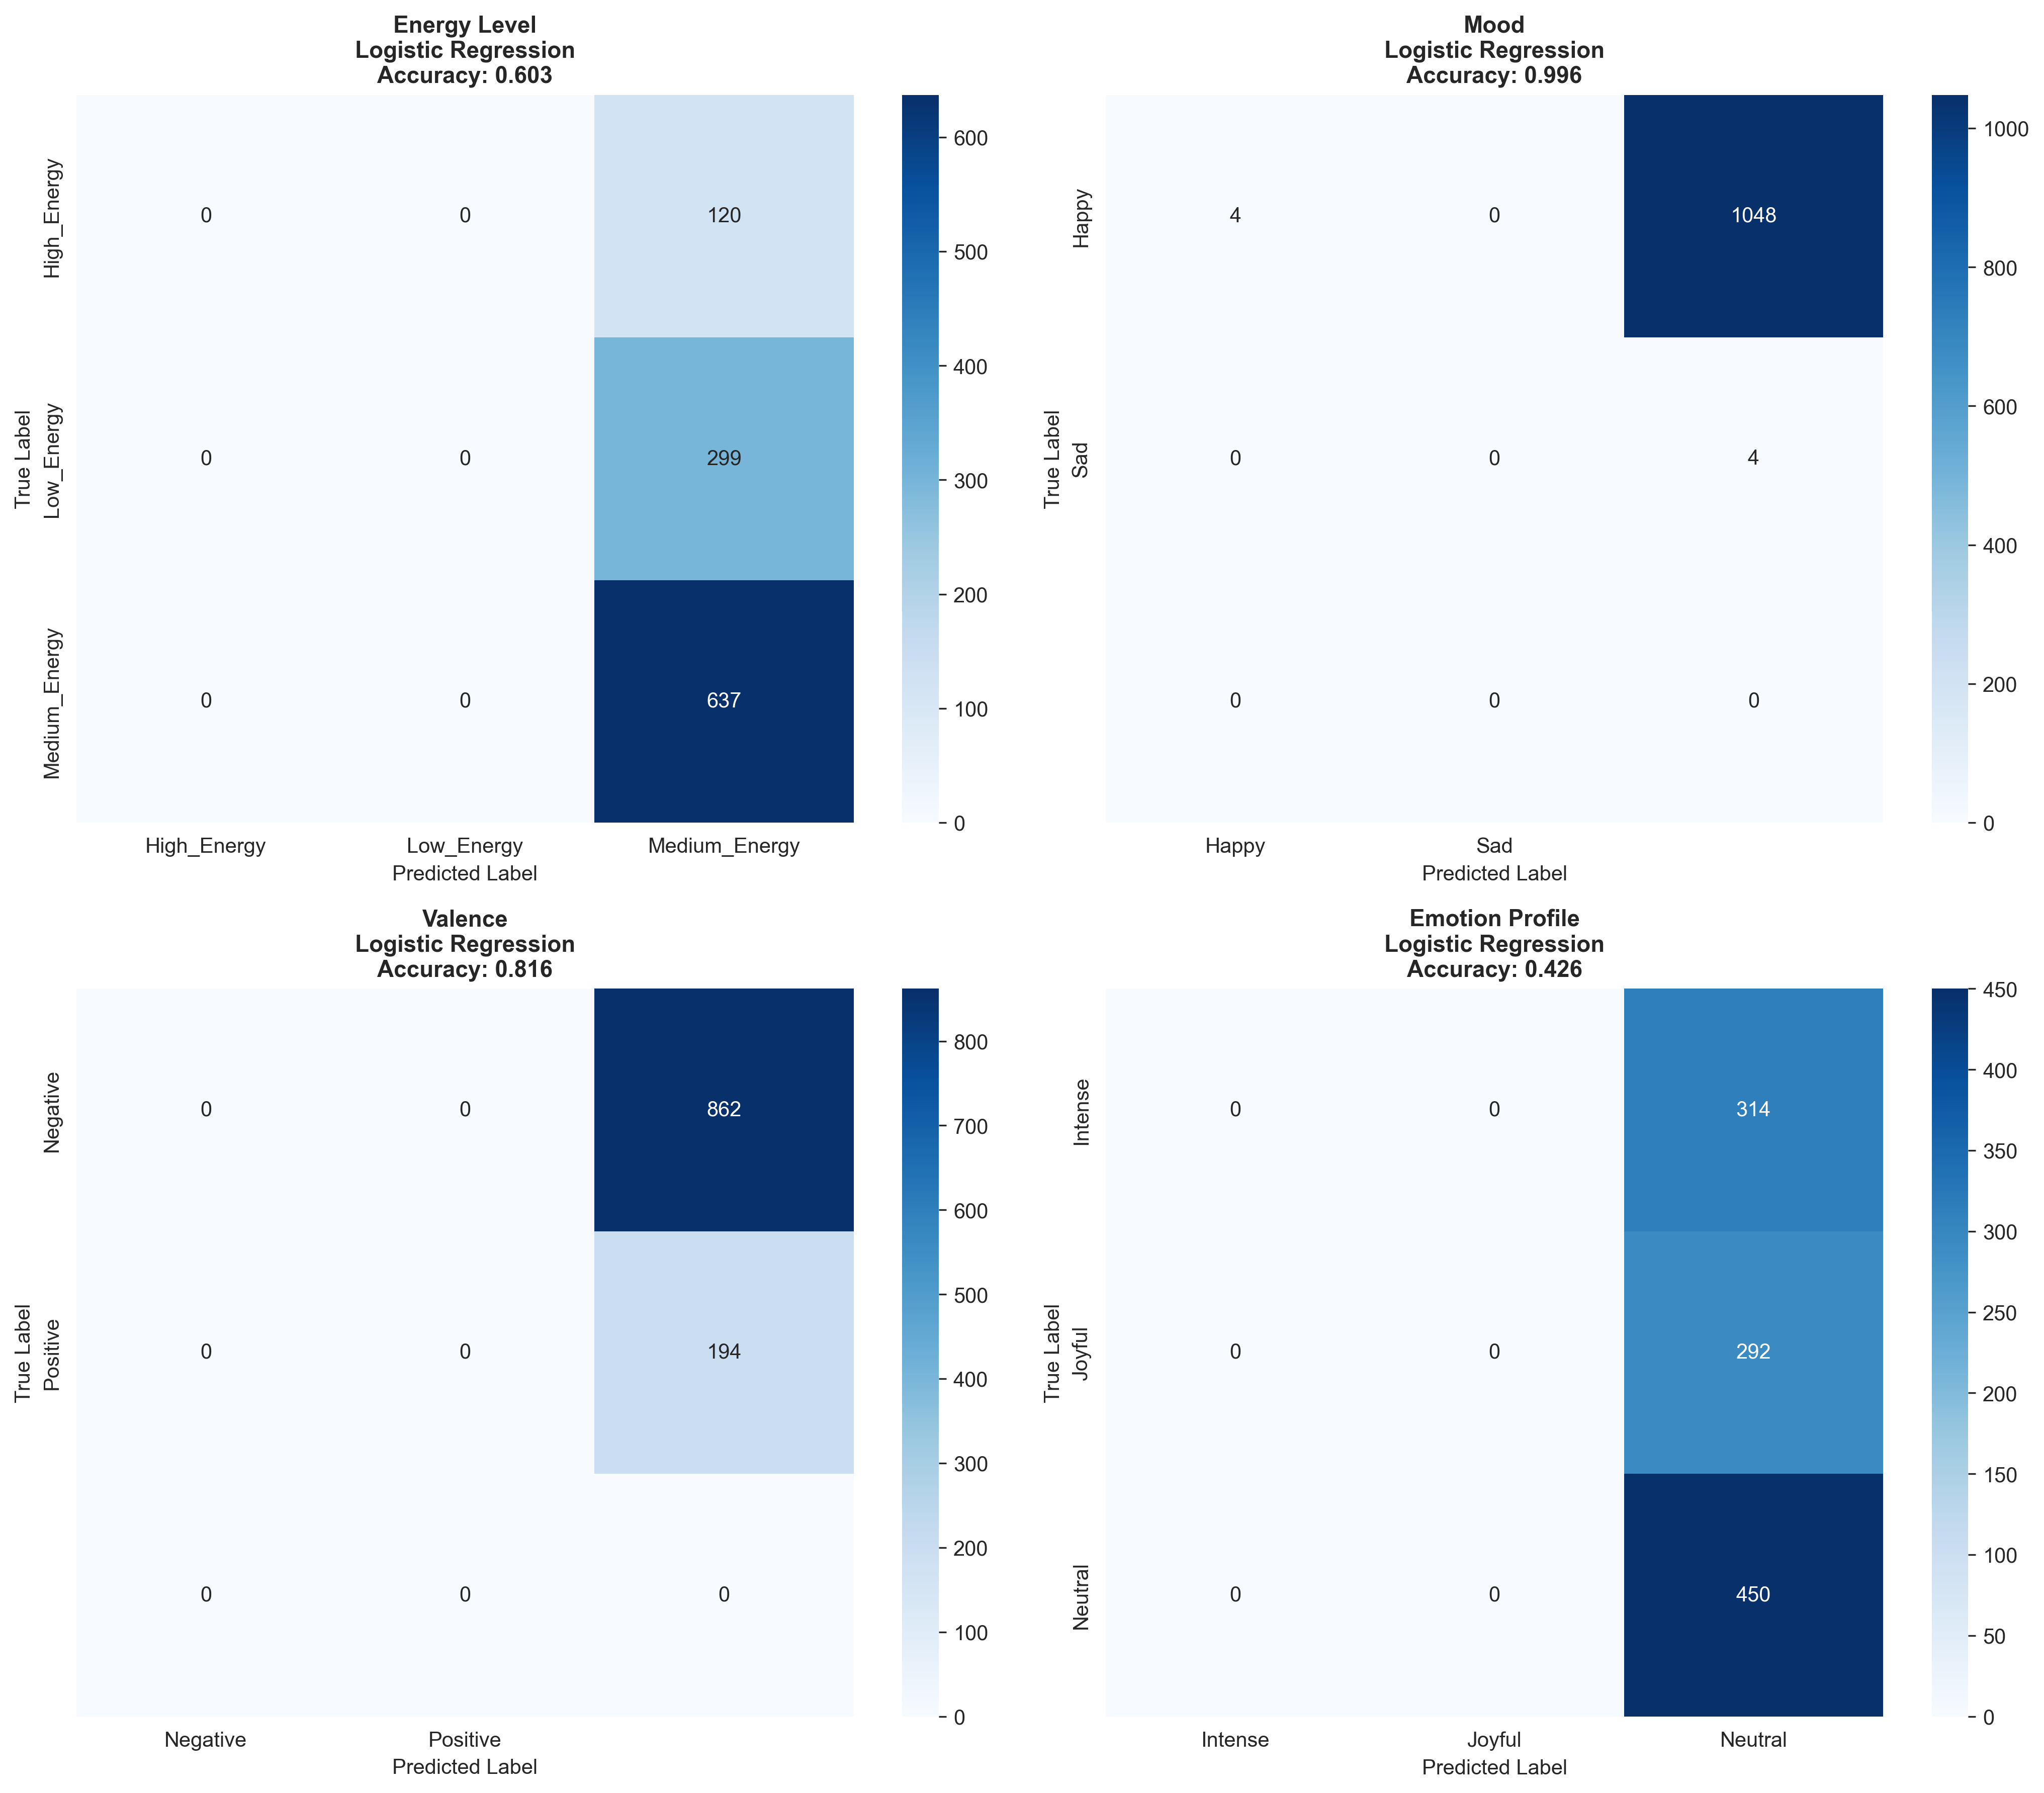 Energy Level
Logistic Regression
Accuracy: 0.603
True Label
High_Energy
Low_Energy
Medium_Energy
0 0 120
0 0 299
0 0 637
High_Energy Low_Energy Medium_Energy
Predicted Label
600
500
400
300
200
100
0
Mood
Logistic Regression
Accuracy: 0.996
True Label
Happy
Sad
4 0 1048
0 0 4
0 0 0
Happy Sad
Predicted Label
1000
800
600
400
200
0
Valence
Logistic Regression
Accuracy: 0.816
True Label
Negative
Positive
0 0 862
0 0 194
0 0 0
Negative Positive
Predicted Label
800
700
600
500
400
300
200
100
0
Emotion Profile
Logistic Regression
Accuracy: 0.426
True Label
Intense
Joyful
Neutral
0 0 314
0 0 292
0 0 450
Intense Joyful Neutral
Predicted Label
450
400
350
300
250
200
150
100
50
0